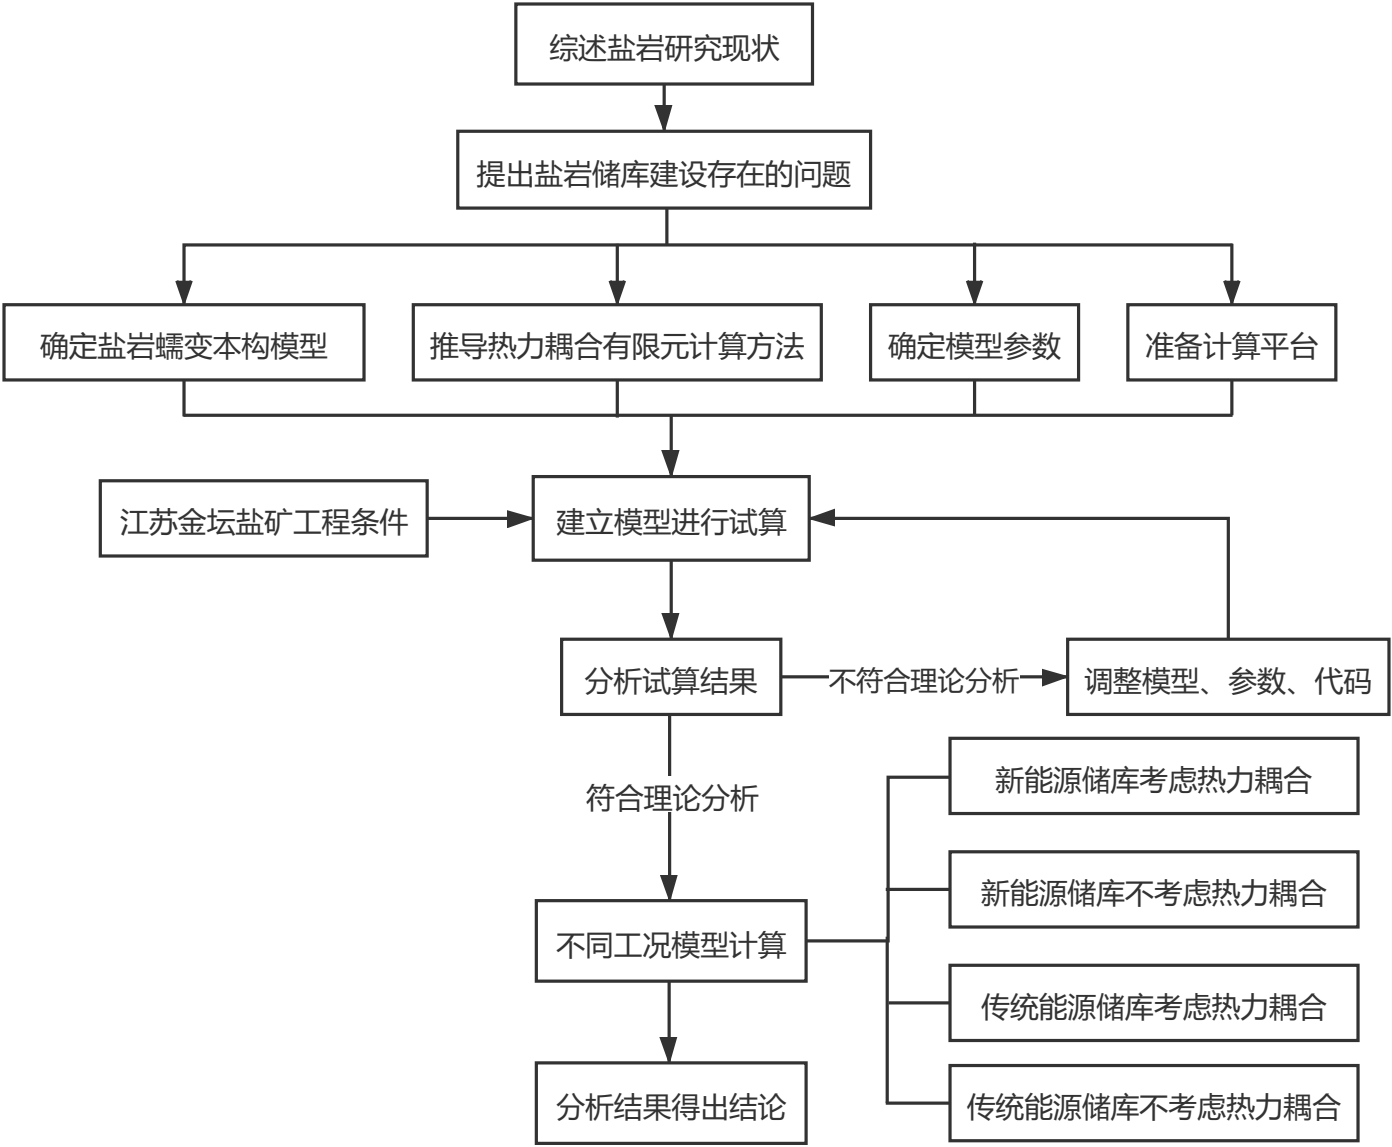 综述盐岩研究现状
提出盐岩储库建设存在的问题
确定盐岩蠕变本构模型
推导热力耦合有限元计算方法
确定模型参数
准备计算平台
江苏金坛盐矿工程条件
建立模型进行试算
分析试算结果
不符合理论分析
调整模型、参数、代码
符合理论分析
新能源储库考虑热力耦合
新能源储库不考虑热力耦合
不同工况模型计算
传统能源储库考虑热力耦合
传统能源储库不考虑热力耦合
分析结果得出结论